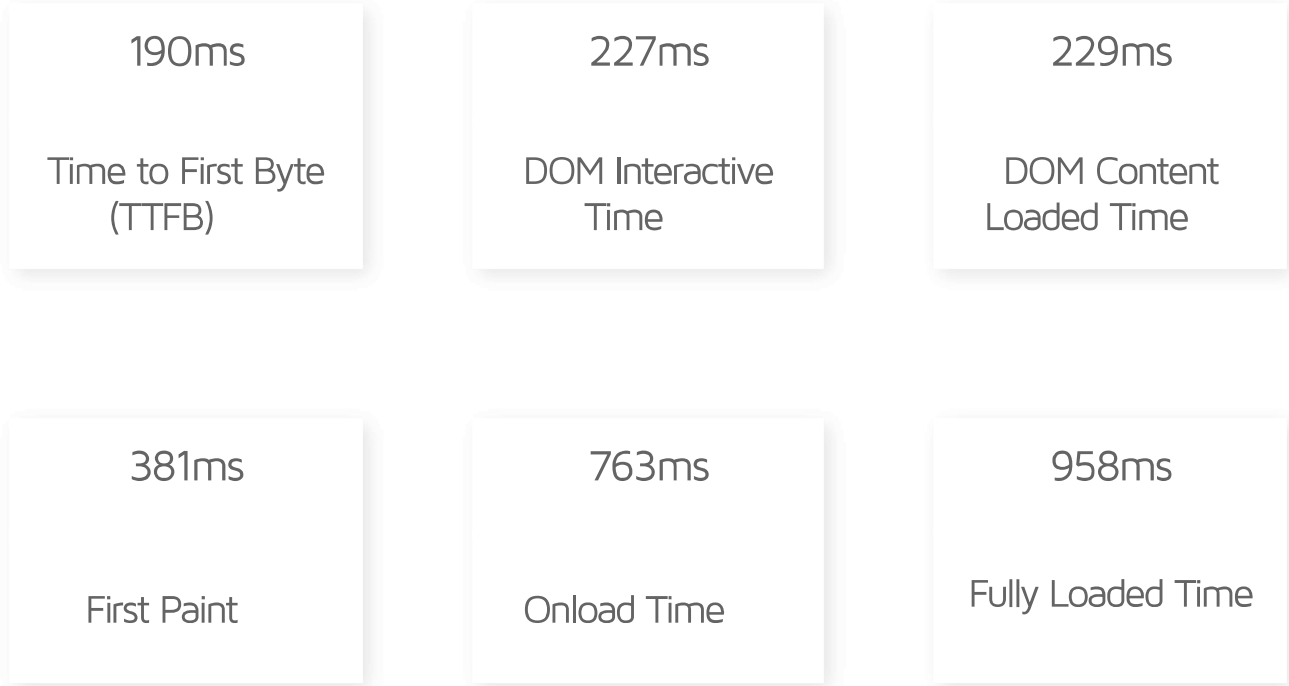 190ms
Time to First Byte
(TTFB)
227ms
DOM Interactive
Time
229ms
DOM Content
Loaded Time
381ms
First Paint
763ms
Onload Time
958ms
Fully Loaded Time